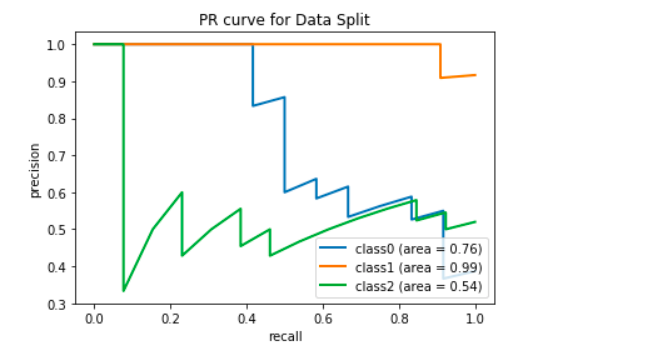 PR curve for Data Split
1.0
0.9
0.8
0.7
0.6
0.5
0.4
0.3
precision
class0 (area = 0.76)
class1 (area = 0.99)
class2 (area = 0.54)
0.0 0.2 0.4 0.6 0.8 1.0
recall